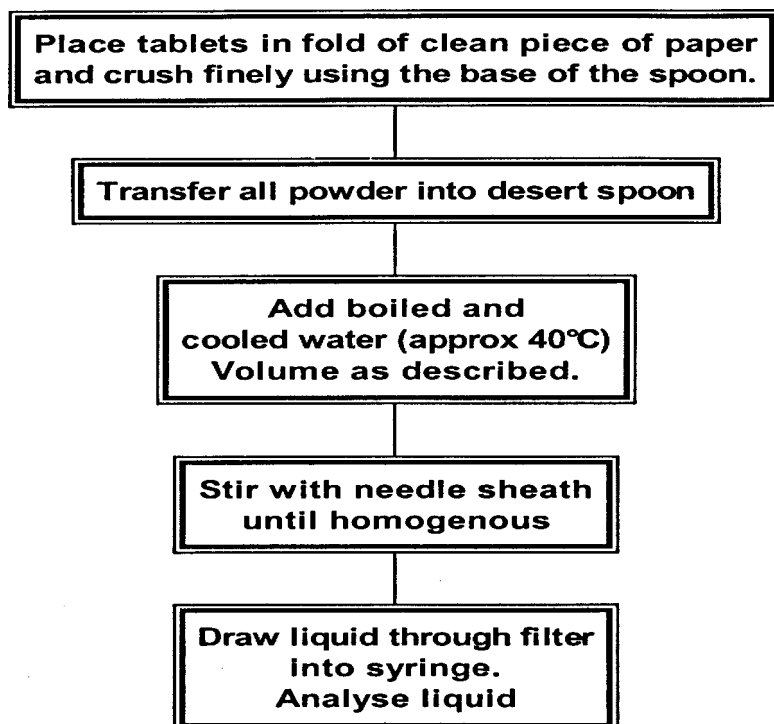 Place tablets in fold of clean piece of paper
and crush finely using the base of the spoon.
Transfer all powder into desert spoon
Add boiled and
cooled water (approx 40°C)
Volume as described.
Stir with needle sheath
until homogenous
Draw liquid through filter
into syringe.
Analyse liquid